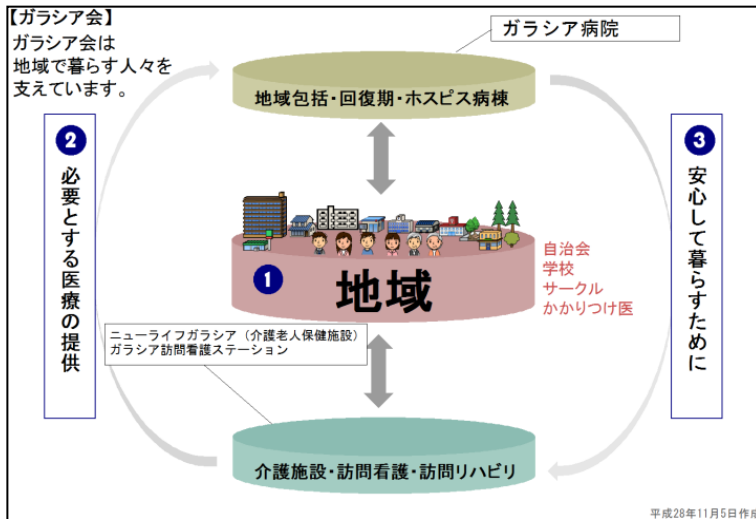 【ガラシア会】
ガラシア会は
地域で暮らす人々を
支えています。
ガラシア病院
地域包括・回復期・ホスピス病棟
2
必要とする医療の提供
3
安心して暮らすために
1
地域
自治会
学校
サークル
かかりつけ医
ニューライフガラシア（介護老人保健施設）
ガラシア訪問看護ステーション
介護施設・訪問看護・訪問リハビリ
平成28年11月5日作成